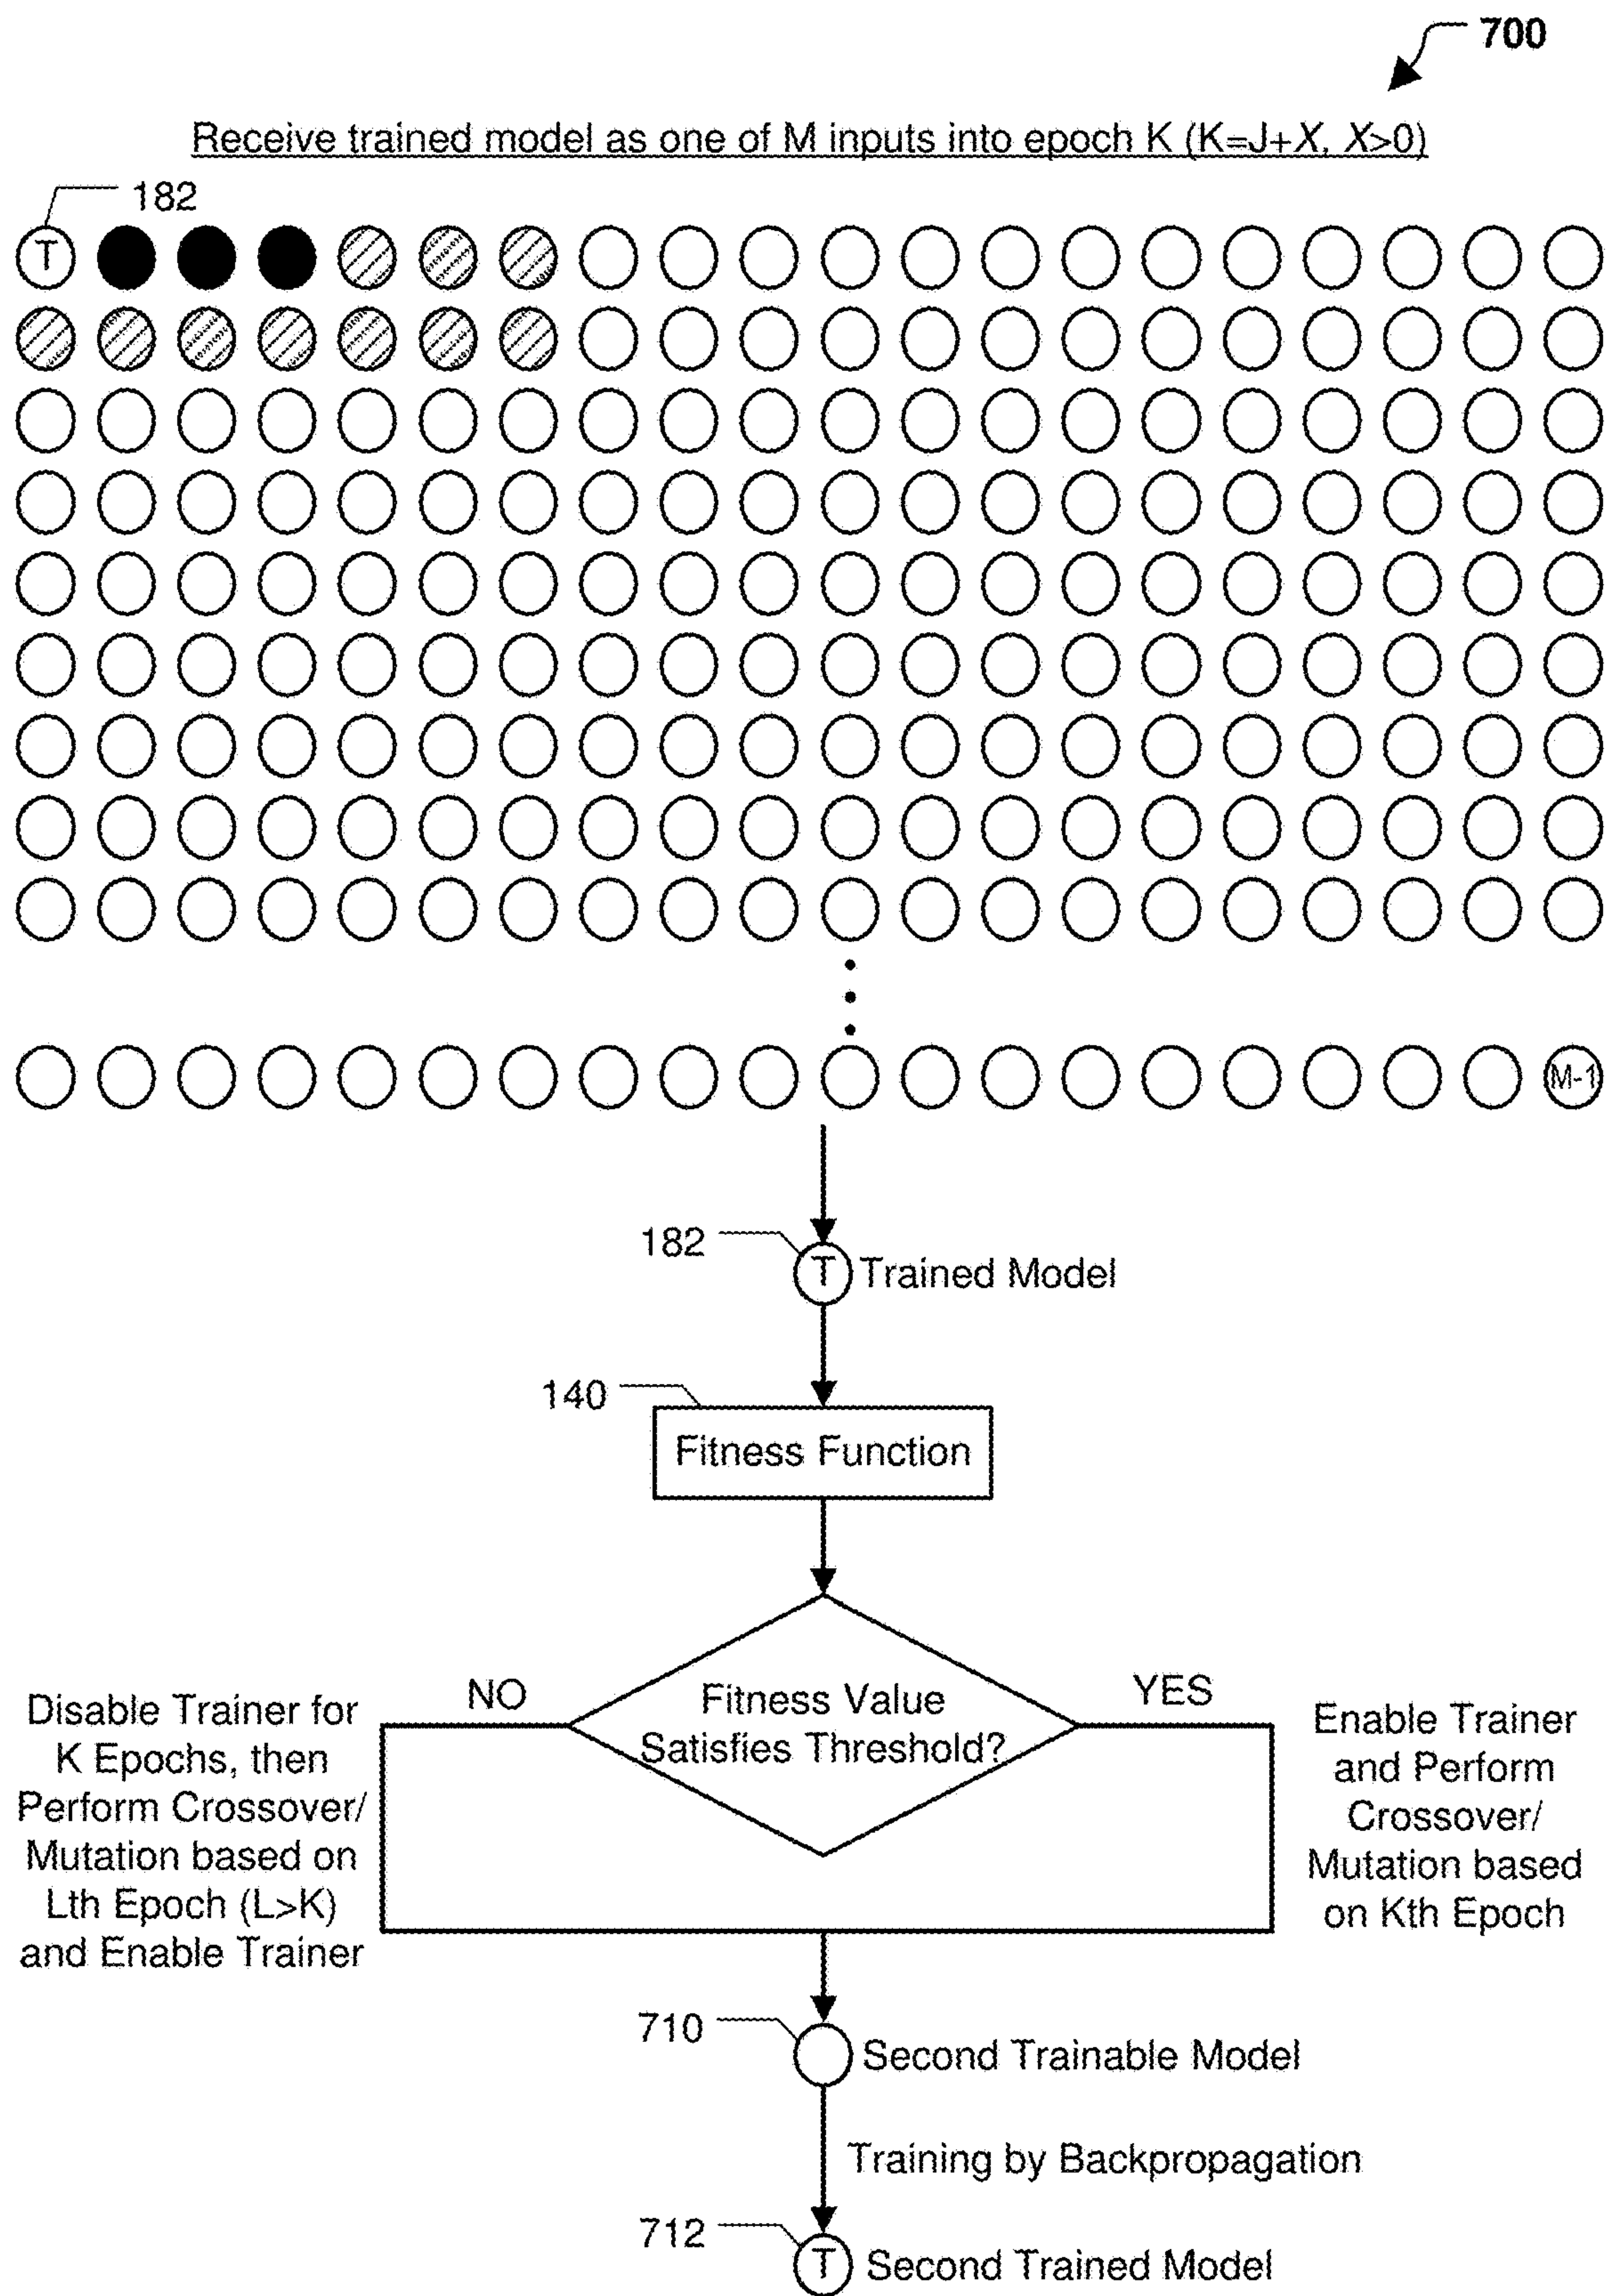 700
Receive trained model as one of M inputs into epoch K (K=J+X, X>0)
182
T
M-1
182
T Trained Model
140
Fitness Function
NO
YES
Fitness Value
Satisfies Threshold?
Disable Trainer for
K Epochs, then
Perform Crossover/
Mutation based on
Lth Epoch (L>K)
and Enable Trainer
Enable Trainer
and Perform
Crossover/
Mutation based
on Kth Epoch
710
Second Trainable Model
Training by Backpropagation
712
T Second Trained Model